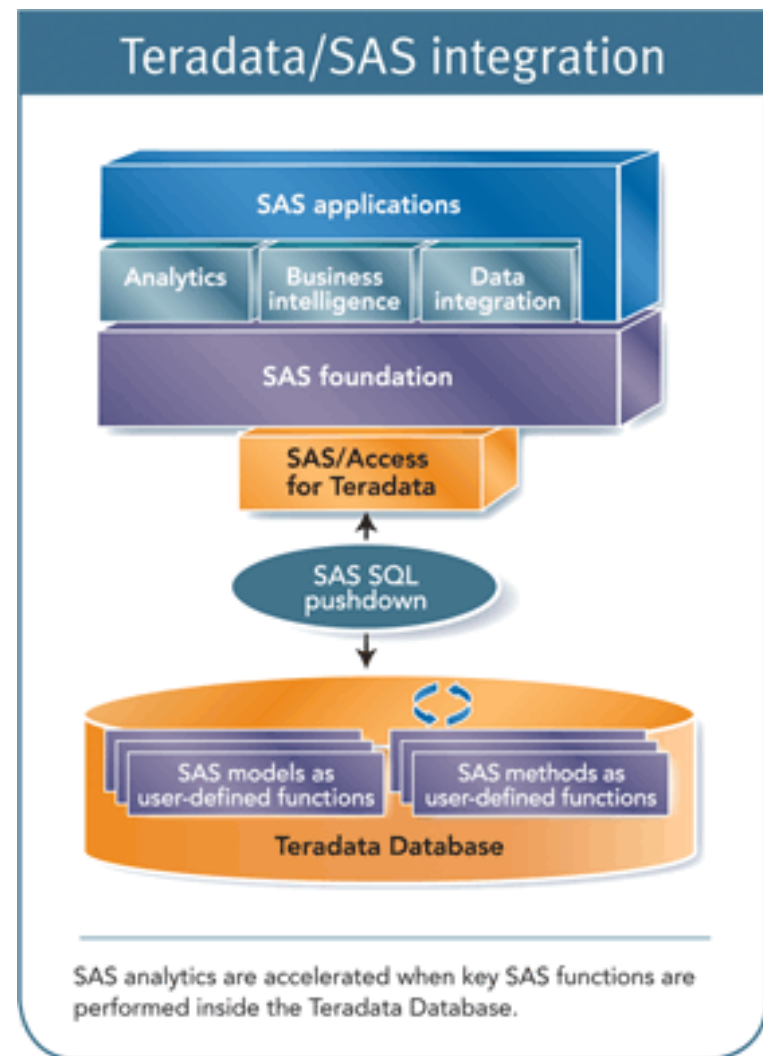 Teradata/SAS integration
SAS applications
Analytics
Business
intelligence
Data
integration
SAS foundation
SAS/Access
for Teradata
SAS SQL
pushdown
SAS models as
user-defined functions
SAS methods as
user-defined functions
Teradata Database
SAS analytics are accelerated when key SAS functions are
performed inside the Teradata Database.